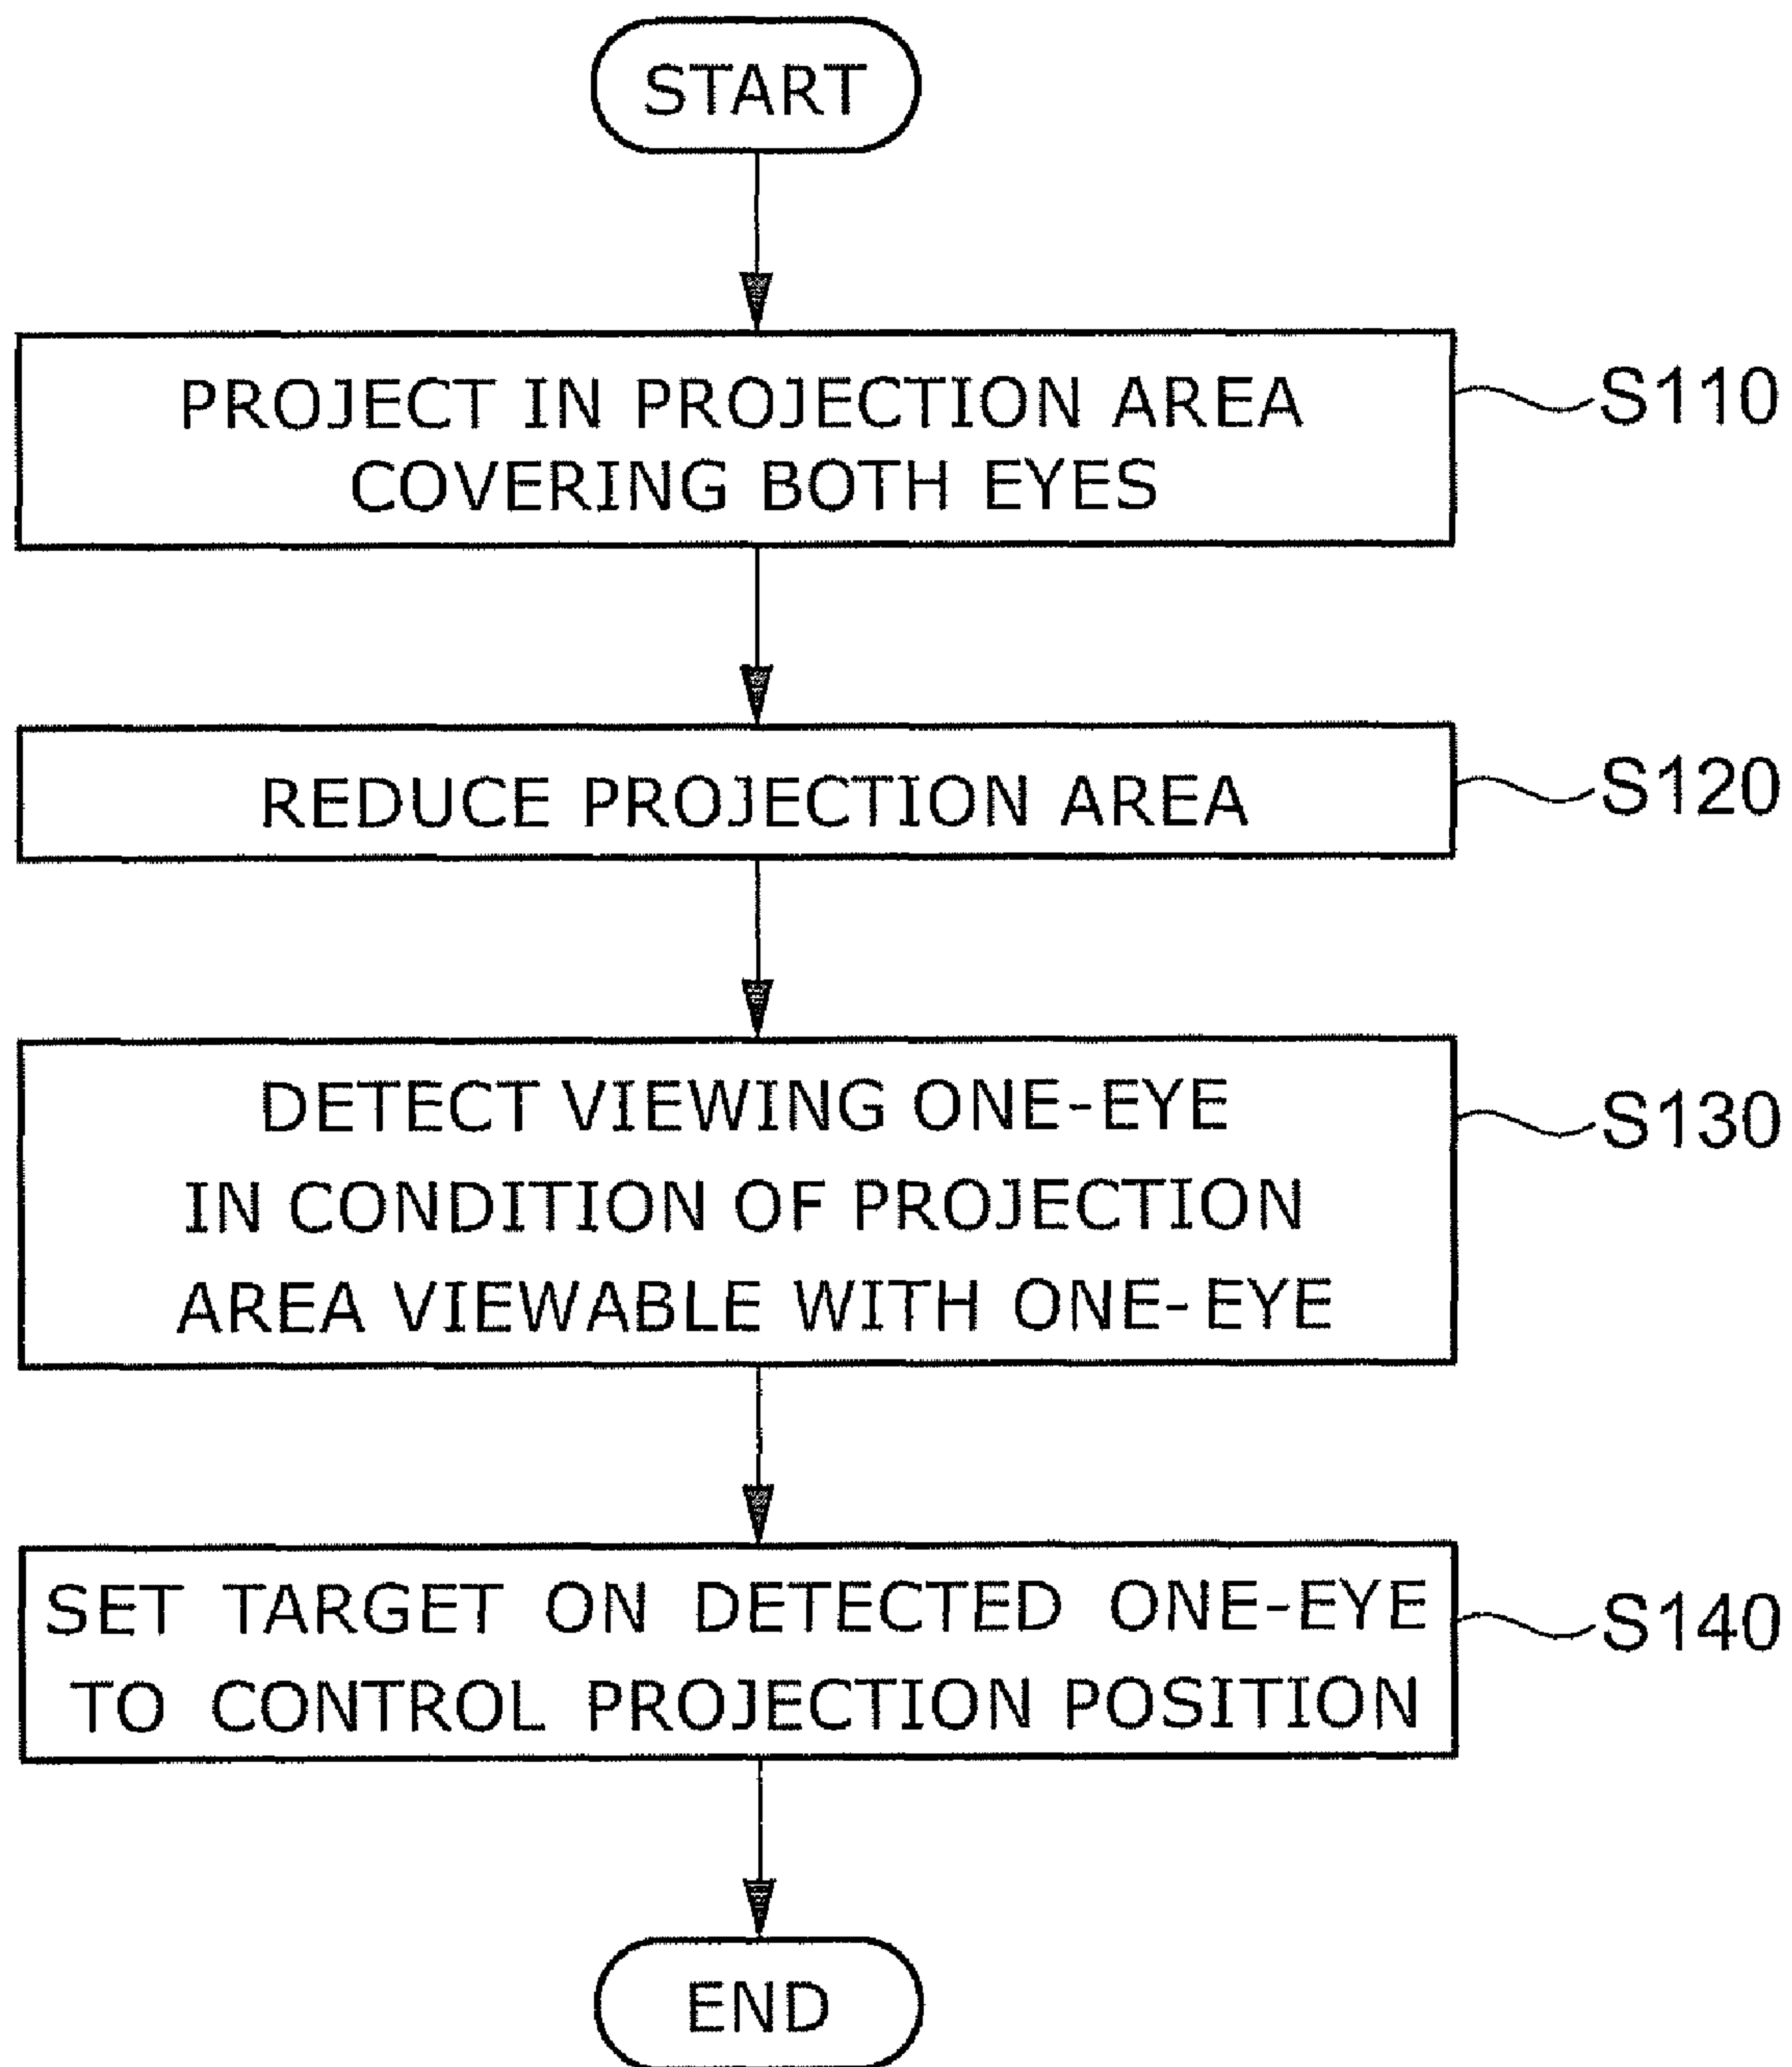 START
PROJECT IN PROJECTION AREA
COVERING BOTH EYES
S110
REDUCE PROJECTION AREA
S120
DETECT VIEWING ONE-EYE
IN CONDITION OF PROJECTION
AREA VIEWABLE WITH ONE-EYE
S130
SET TARGET ON DETECTED ONE-EYE
TO CONTROL PROJECTION POSITION
S140
END